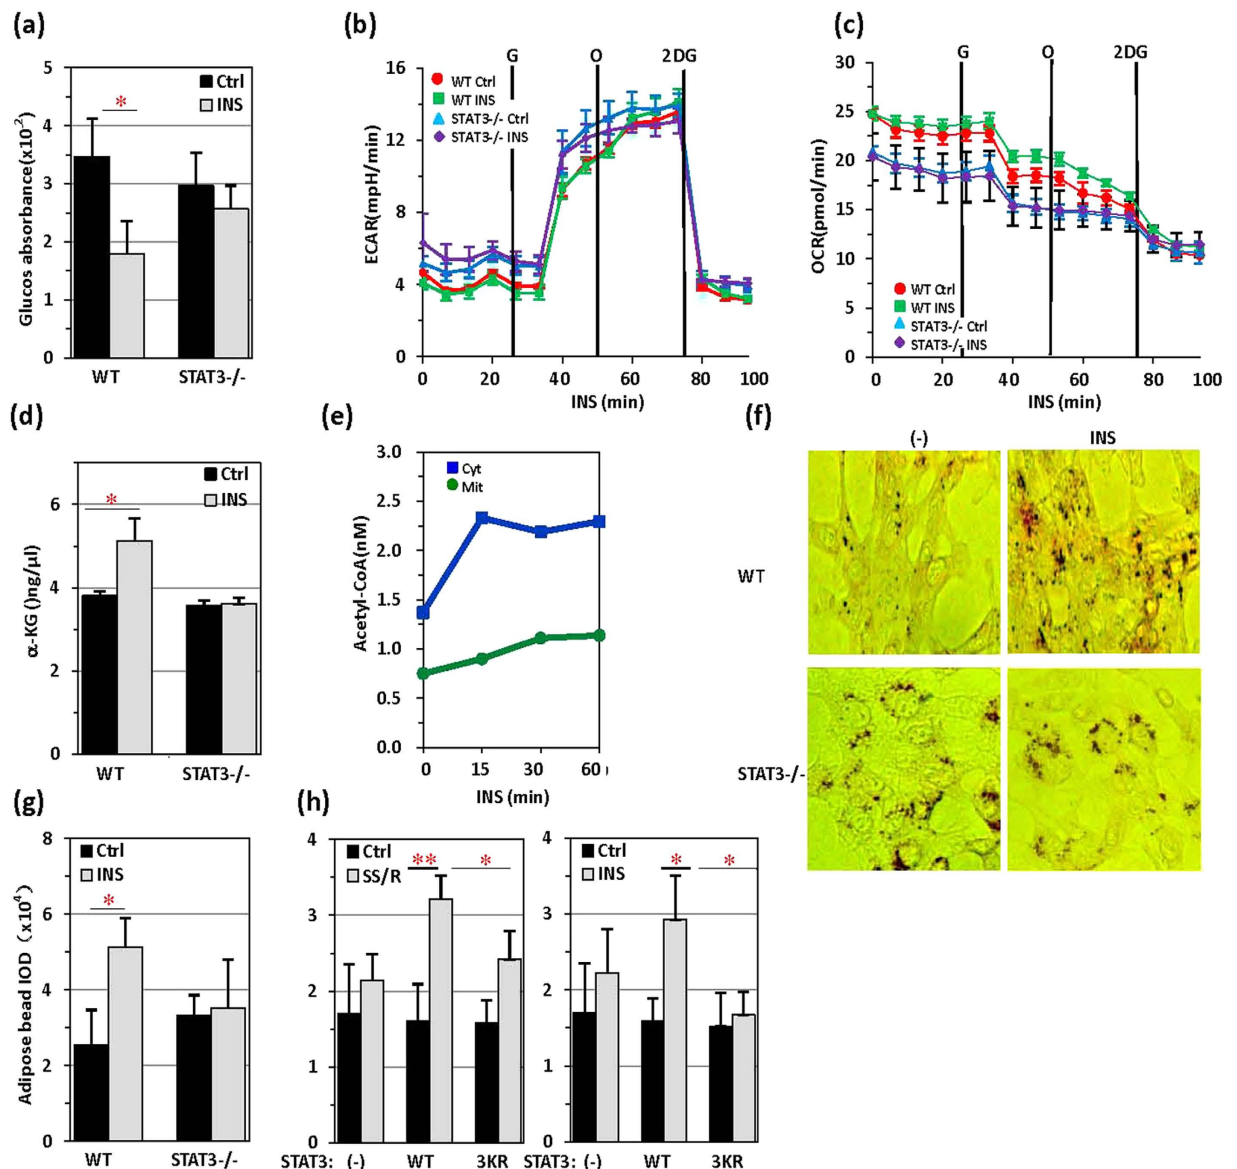 (a)
Glucos absorbance(x10⁻²)
5
4
3
2
1
0
Ctrl
INS
*
WT STAT3-/-
(b)
G O 2DG
ECAR(mpH/min)
16
12
8
4
0
WT Ctrl
WT INS
STAT3-/- Ctrl
STAT3-/- INS
0 20 40 60 80 100
INS (min)
(c)
G O 2DG
OCR(pmol/min)
30
25
20
15
10
5
0
WT Ctrl
WT INS
STAT3-/- Ctrl
STAT3-/- INS
0 20 40 60 80 100
INS (min)
(d)
α-KG ()ng/µl)
6
4
2
0
Ctrl
INS
*
WT STAT3-/-
(e)
Acetyl-CoA(nM)
3.0
2.5
2.0
1.5
1.0
0.5
0.0
Cyt
Mit
0 15 30 60)
INS (min)
(f)
(-) INS
WT
STAT3-/-
(g)
Adipose bead IOD (x10⁴)
8
6
4
2
0
Ctrl
INS
*
WT STAT3-/-
(h)
4
3
2
1
0
Ctrl
SS/R
** *
STAT3: (-) WT 3KR
4
3
2
1
0
Ctrl
INS
* *
STAT3: (-) WT 3KR